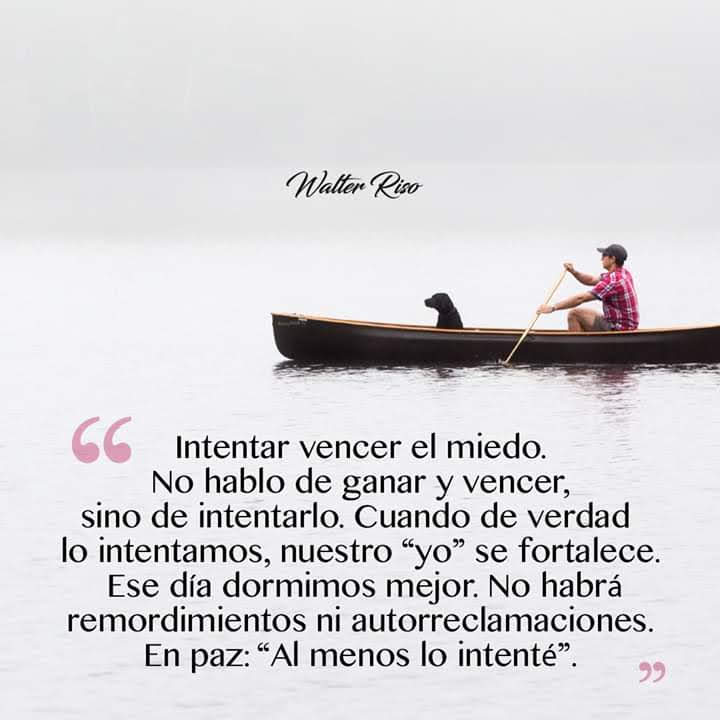 Walter Riso
“ Intentar vencer el miedo.
No hablo de ganar y vencer,
sino de intentarlo. Cuando de verdad
lo intentamos, nuestro “yo” se fortalece.
Ese día dormimos mejor. No habrá
remordimientos ni autorreclamaciones.
En paz: “Al menos lo intenté”. ”